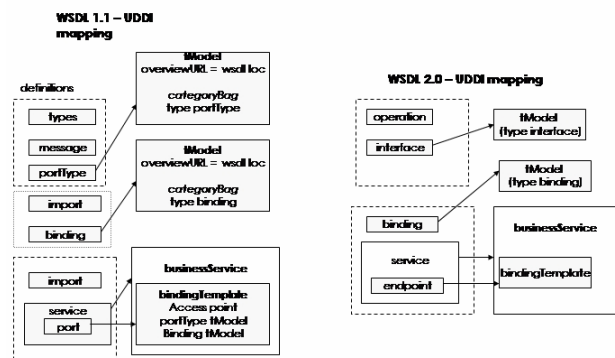 WSDL 1.1 – UDDI
mapping
definitions
types
message
portType
import
binding
import
service
port
tModel
overviewURL = wsdl loc
categoryBag
type portType
tModel
overviewURL = wsdl loc
categoryBag
type binding
businessService
bindingTemplate
Access point
portType tModel
Binding tModel
WSDL 2.0 – UDDI mapping
operation
interface
tModel
(type interface)
tModel
(type binding)
binding
service
endpoint
businessService
bindingTemplate